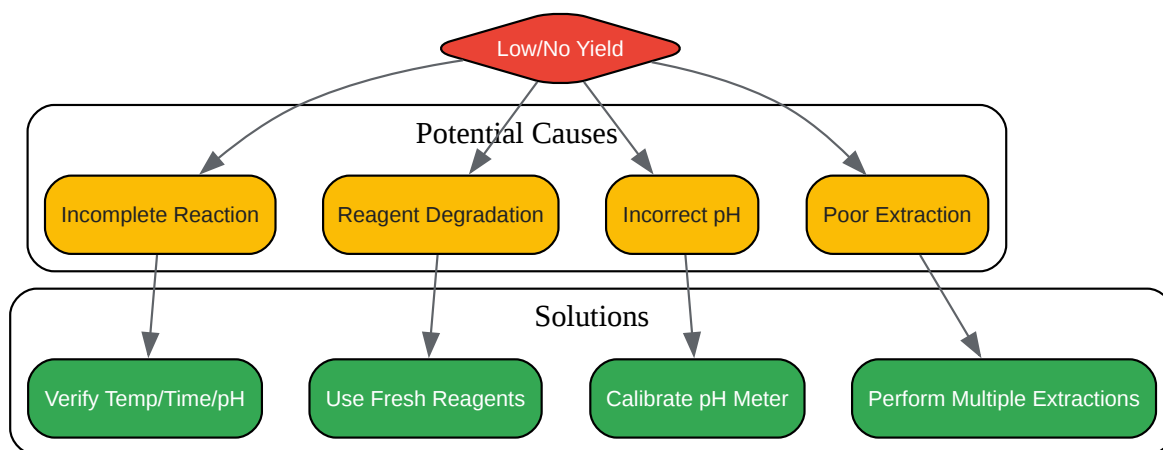 Low/No Yield
Potential Causes
Incomplete Reaction
Reagent Degradation
Incorrect pH
Poor Extraction
Solutions
Verify Temp/Time/pH
Use Fresh Reagents
Calibrate pH Meter
Perform Multiple Extractions